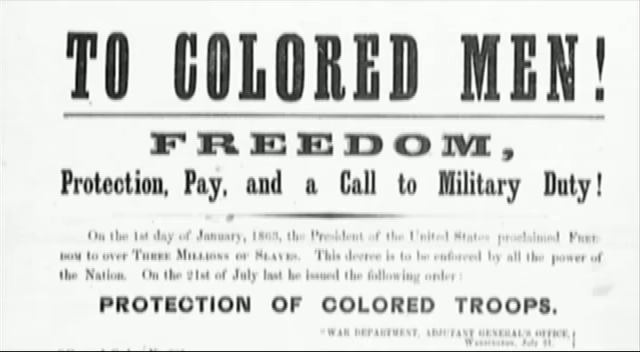 TO COLORED MEN!
FREEDOM,
Protection, Pay, and a Call to Military Duty!
On the 1st day of January, 1863, the President of the United States proclaimed FREE-
DOM to over THREE MILLIONS OF SLAVES. This decree is to be enforced by all the power of
the Nation. On the 21st of July last he issued the following order:
PROTECTION OF COLORED TROOPS.
"WAR DEPARTMENT, ADJUTANT GENERAL'S OFFICE,
WASHINGTON, July 21.